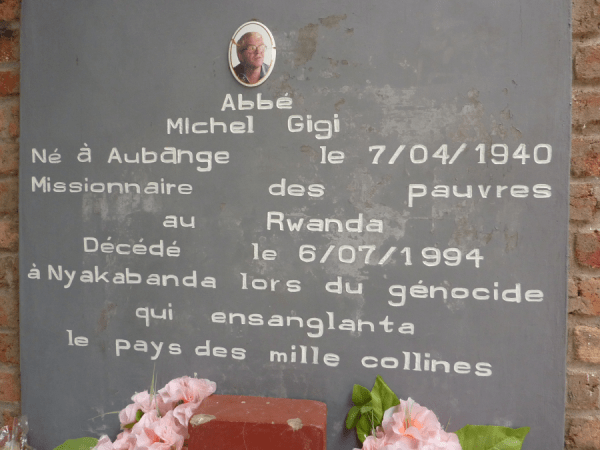 Abbé
MIchel Gigi
Né à Aubange le 7/04/1940
Missionnaire des pauvres
au Rwanda
Décédé le 6/07/1994
à Nyakabanda lors du génocide
qui ensanglanta
le pays des mille collines